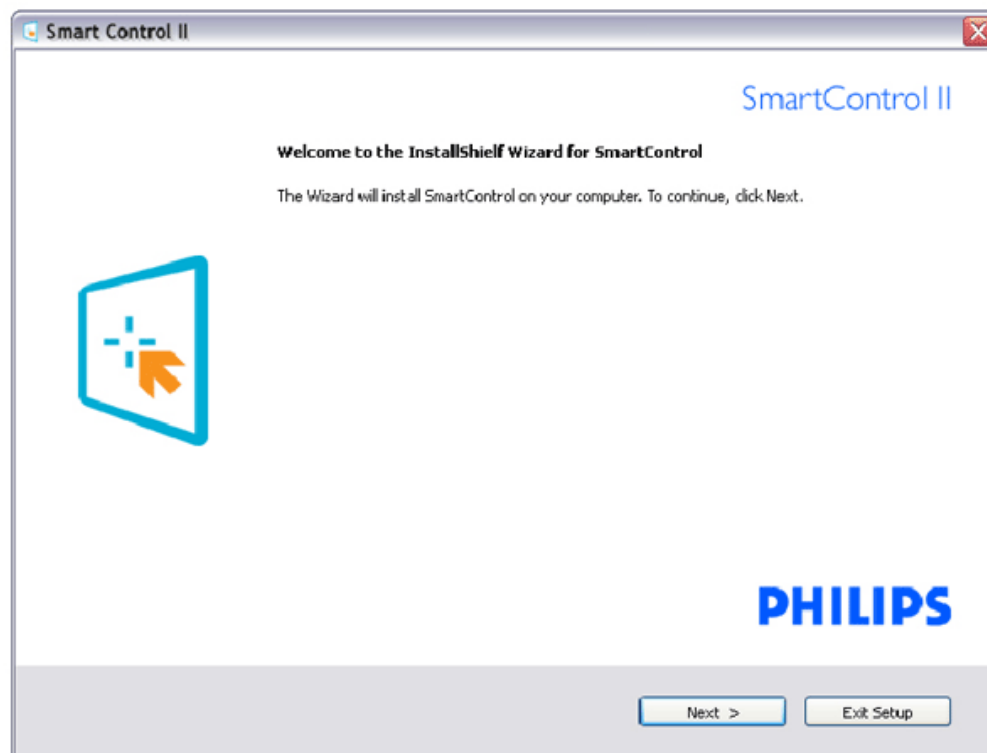 Smart Control II
SmartControl II
Welcome to the InstallShielf Wizard for SmartControl
The Wizard will install SmartControl on your computer. To continue, click Next.
PHILIPS
Next >
Exit Setup